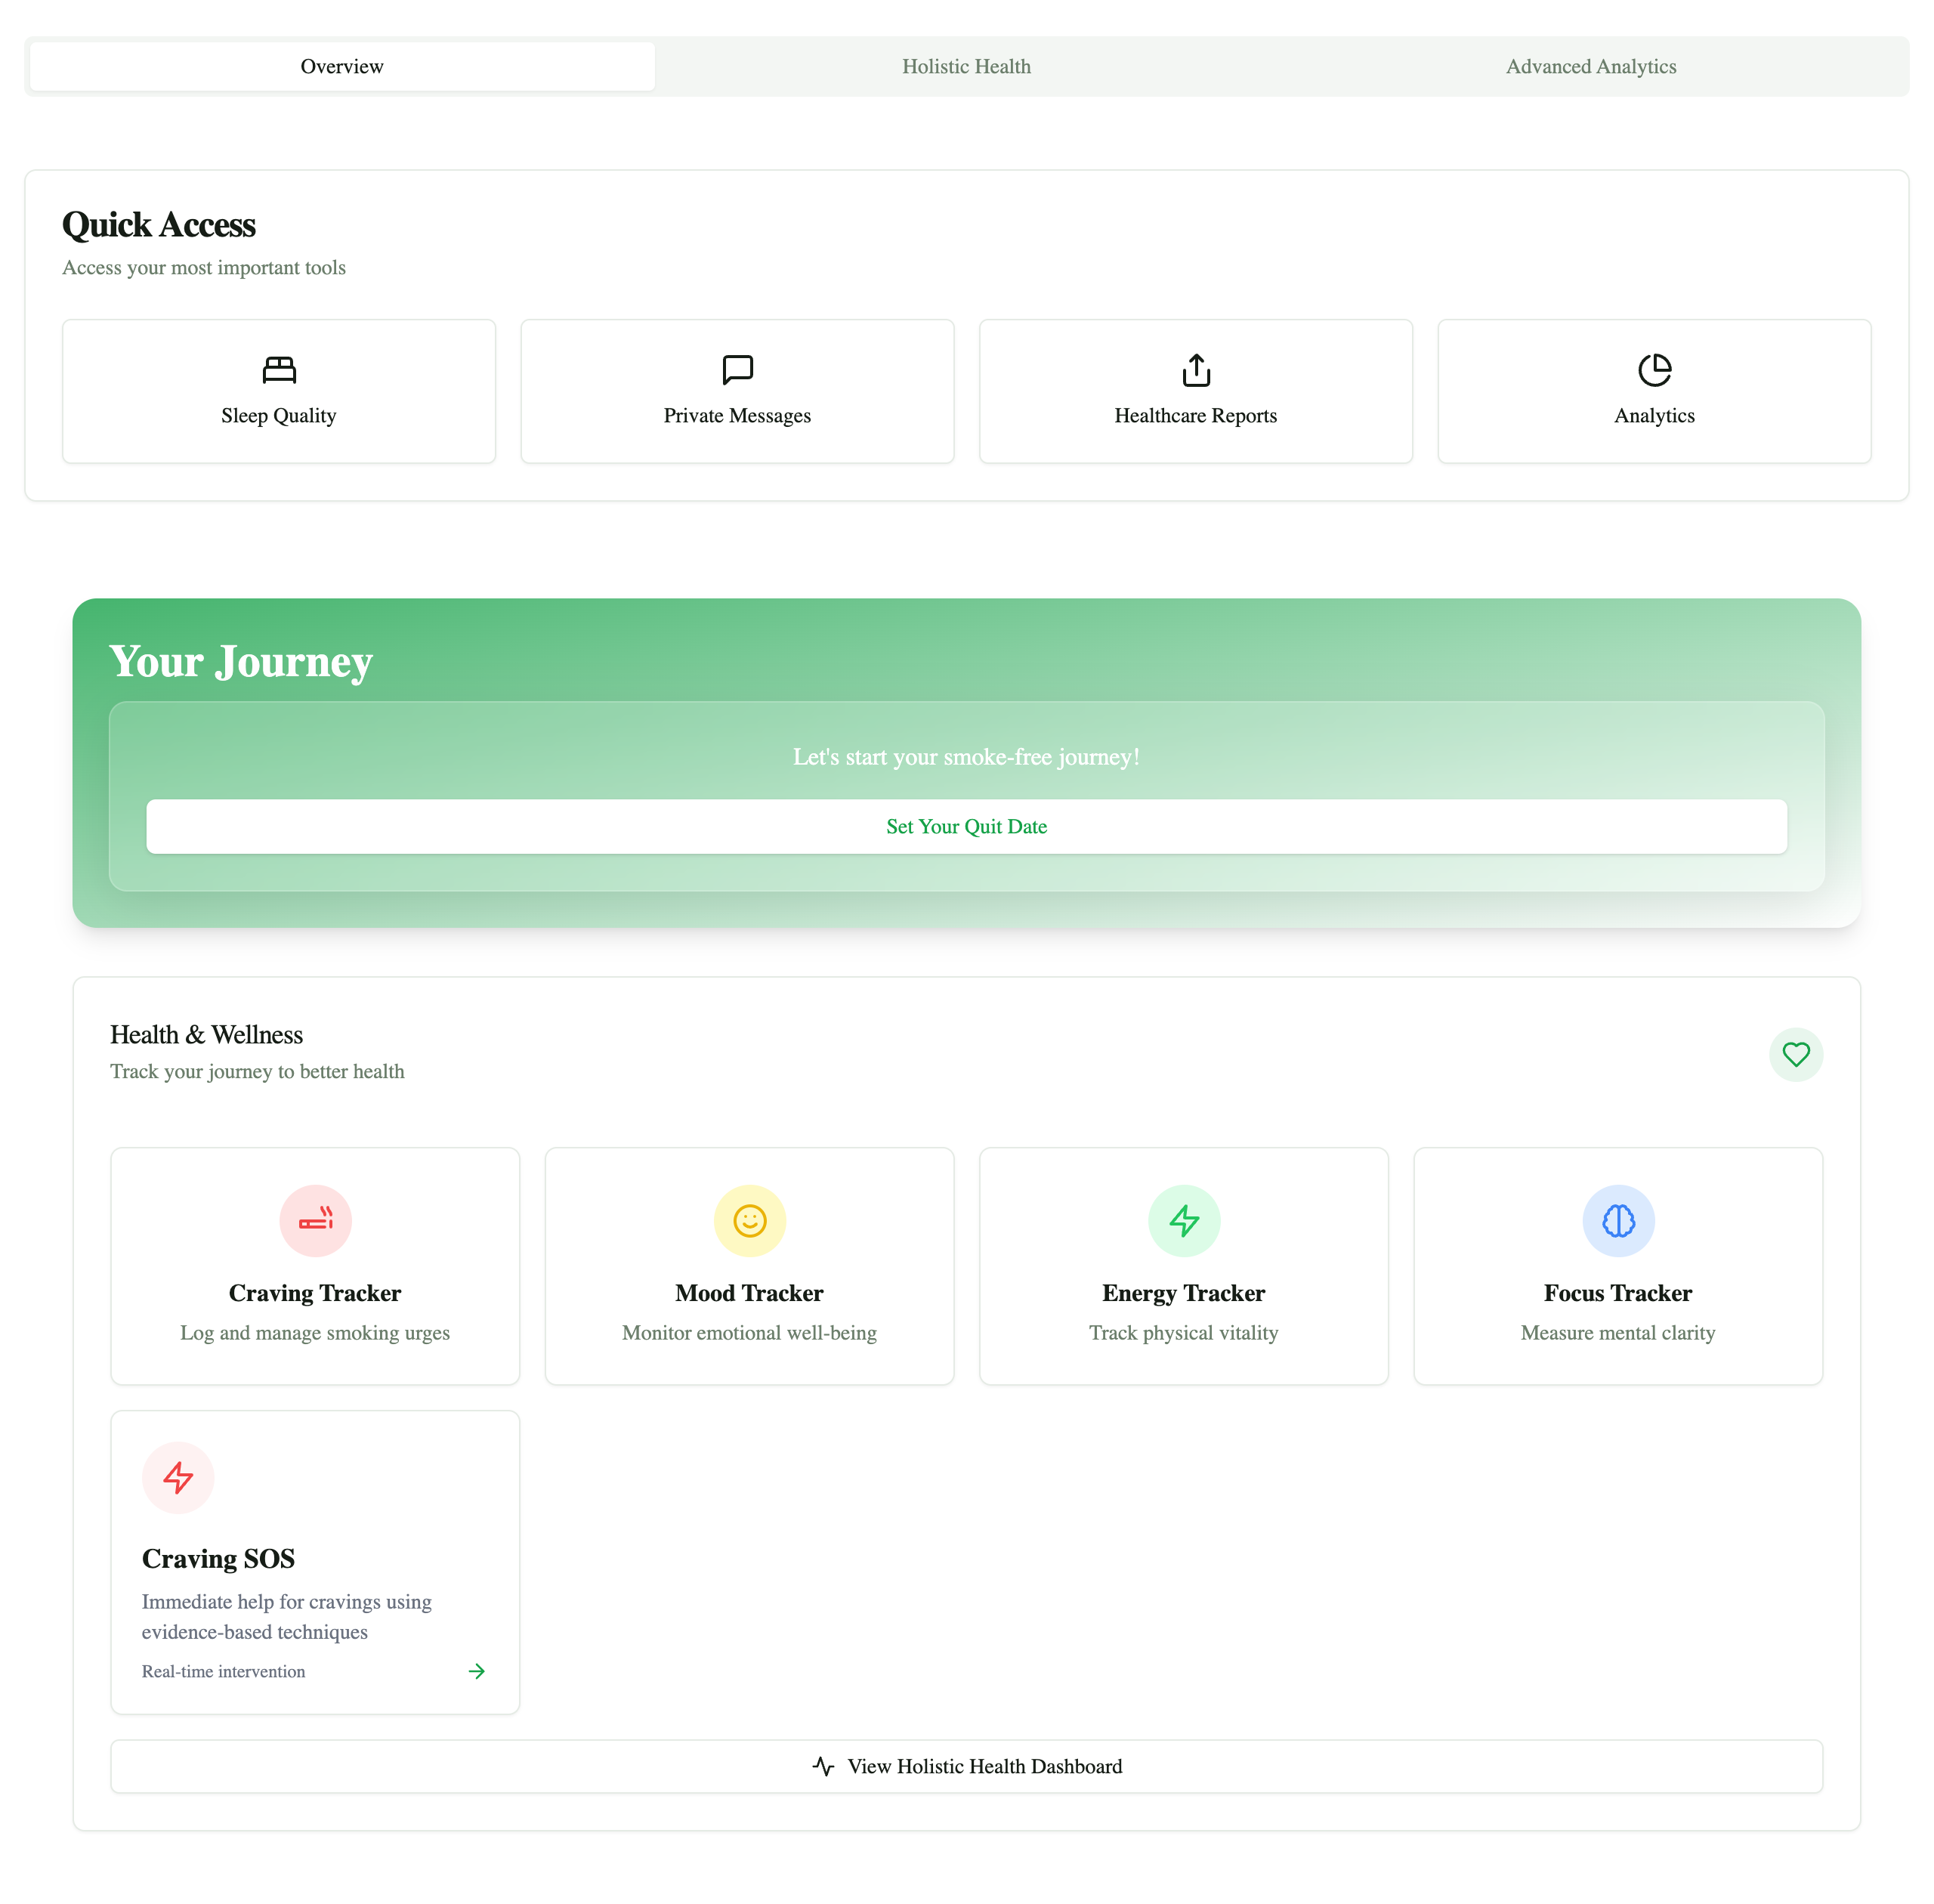 Overview
Holistic Health
Advanced Analytics
Quick Access
Access your most important tools
Sleep Quality
Private Messages
Healthcare Reports
Analytics
Your Journey
Let's start your smoke-free journey!
Set Your Quit Date
Health & Wellness
Track your journey to better health
Craving Tracker
Log and manage smoking urges
Mood Tracker
Monitor emotional well-being
Energy Tracker
Track physical vitality
Focus Tracker
Measure mental clarity
Craving SOS
Immediate help for cravings using
evidence-based techniques
Real-time intervention
View Holistic Health Dashboard